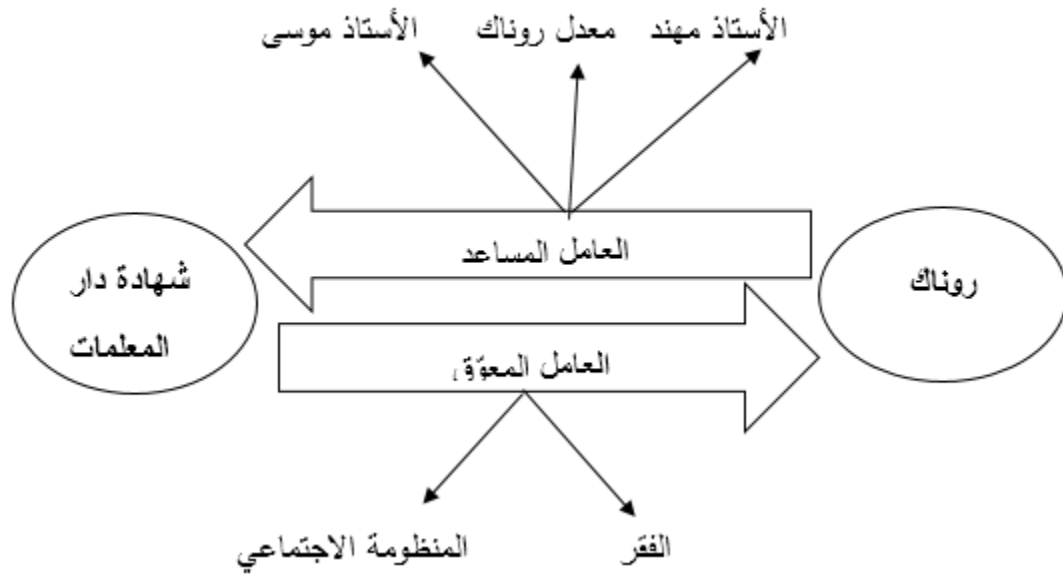 الأستاذ مهند
معدل روناك
الأستاذ موسى
العامل المساعد
روناك
شهادة دار
المعلمات
العامل المعوّق
الفقر
المنظومة الاجتماعي